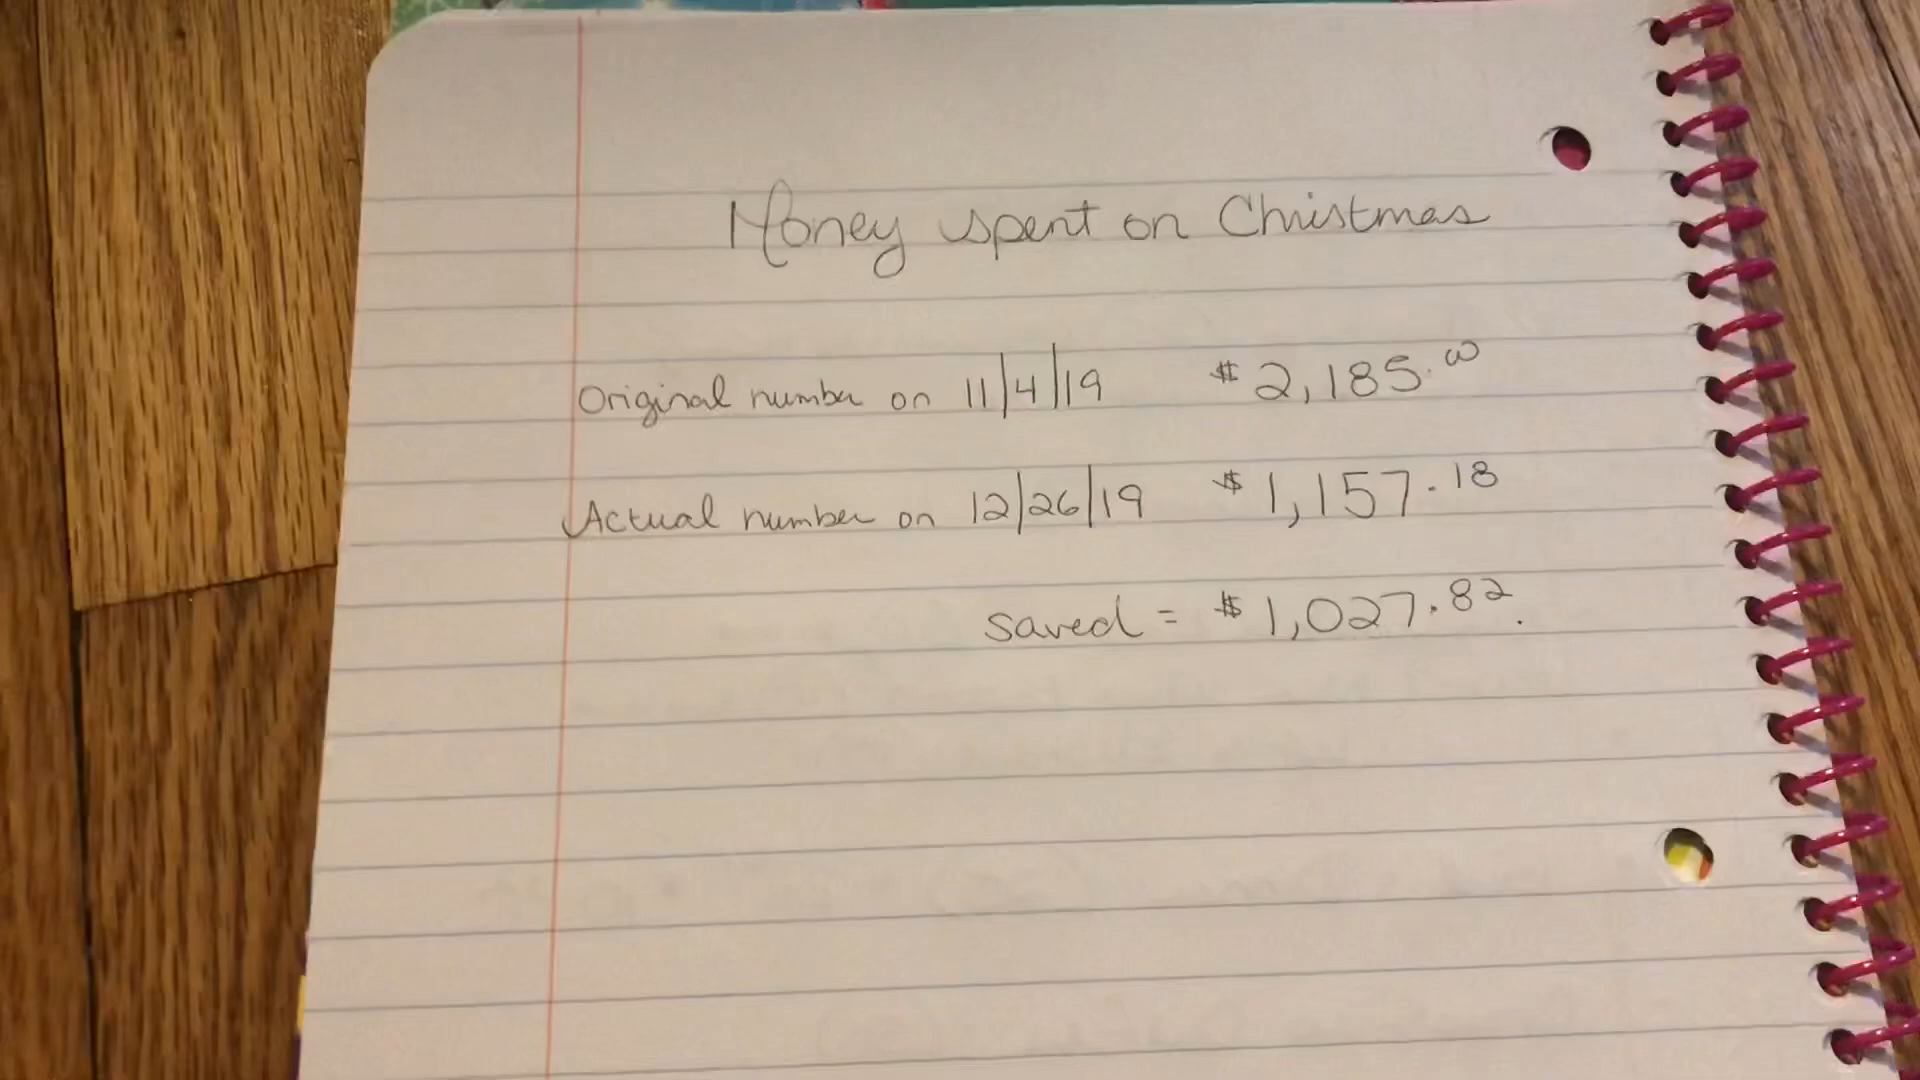 Money spent on Christmas
Original number on 11/4/19 $2,185.00
Actual number on 12/26/19 $1,157.18
saved = $1,027.82.